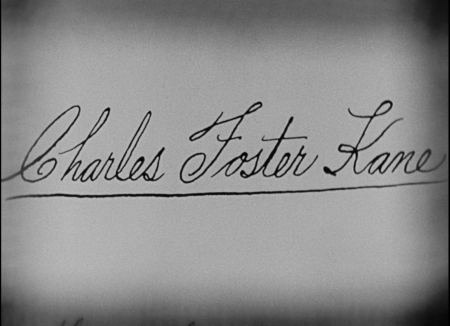 Charles Foster Kane